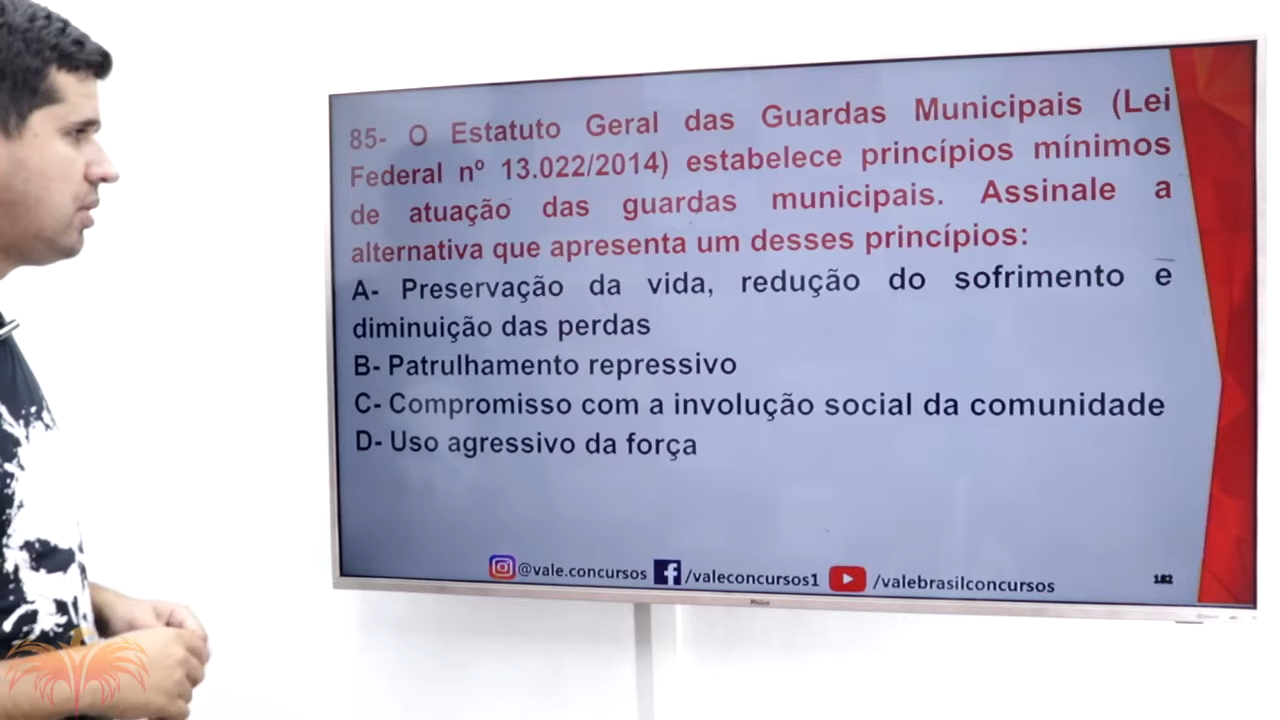 85- O Estatuto Geral das Guardas Municipais (Lei
Federal nº 13.022/2014) estabelece princípios mínimos
de atuação das guardas municipais. Assinale a
alternativa que apresenta um desses princípios:
A- Preservação da vida, redução do sofrimento e
diminuição das perdas
B- Patrulhamento repressivo
C- Compromisso com a involução social da comunidade
D- Uso agressivo da força
@vale.concursos /valeconcursos1 /valebrasilconcursos
182
Philco